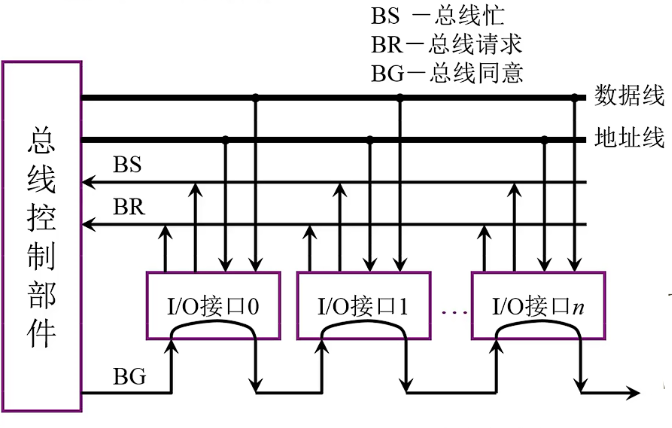 BS －总线忙
BR－总线请求
BG－总线同意
数据线
地址线
BS
BR
总线控制部件
I/O接口0
I/O接口1
…
I/O接口n
BG